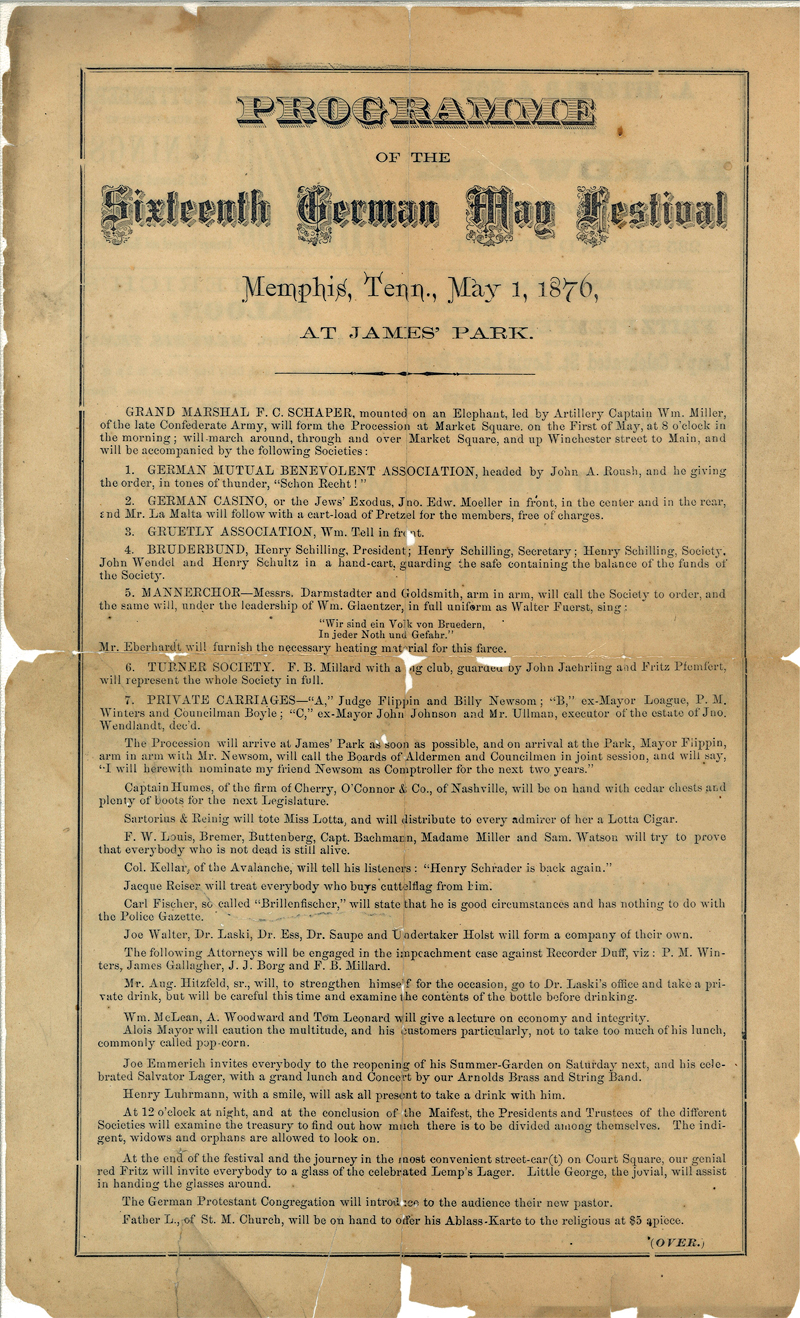 PROGRAMME
OF THE
Sixteenth German May Festival
Memphis, Tenn., May 1, 1876,
AT JAMES' PARK.
GRAND MARSHAL F. C. SCHAPER, mounted on an Elephant, led by Artillery Captain Wm. Miller,
of the late Confederate Army, will form the Procession at Market Square. on the First of May, at 8 o'clock in
the morning; will march around, through and over Market Square, and up Winchester street to Main, and
will be accompanied by the following Societies:
1. GERMAN MUTUAL BENEVOLENT ASSOCIATION, headed by John A. Roush, and he giving
the order, in tones of thunder, "Schon Recht!"
2. GERMAN CASINO, or the Jews' Exodus, Jno. Edw. Moeller in front, in the center and in the rear,
and Mr. La Malta will follow with a cart-load of Pretzel for the members, free of charges.
3. GRUETLY ASSOCIATION, Wm. Tell in front.
4. BRUDERBUND, Henry Schilling, President; Henry Schilling, Secretary; Henry Schilling, Society,
John Wendel and Henry Schultz in a hand-cart, guarding the safe containing the balance of the funds of
the Society.
5. MANNERCHOR—Messrs. Darmstadter and Goldsmith, arm in arm, will call the Society to order, and
the same will, under the leadership of Wm. Glaentzer, in full uniform as Walter Fuerst, sing:
"Wir sind ein Volk von Bruedern,
In jeder Noth und Gefahr."
Mr. Eberhardt will furnish the necessary heating material for this farce.
6. TURNER SOCIETY. F. B. Millard with a big club, guarded by John Jaehrling and Fritz Pfemfert,
will represent the whole Society in full.
7. PRIVATE CARRIAGES—"A," Judge Flippin and Billy Newsom; "B," ex-Mayor Loague, P. M.
Winters and Councilman Boyle; "C," ex-Mayor John Johnson and Mr. Ullman, executor of the estate of Jno.
Wendlandt, dec'd.
The Procession will arrive at James' Park as soon as possible, and on arrival at the Park, Mayor Flippin,
arm in arm with Mr. Newsom, will call the Boards of Aldermen and Councilmen in joint session, and will say,
"I will herewith nominate my friend Newsom as Comptroller for the next two years."
Captain Humes, of the firm of Cherry, O'Connor & Co., of Nashville, will be on hand with cedar chests and
plenty of boots for the next Legislature.
Sartorius & Reinig will tote Miss Lotta, and will distribute to every admirer of her a Lotta Cigar.
F. W. Louis, Bremer, Buttenberg, Capt. Bachmann, Madame Miller and Sam. Watson will try to prove
that everybody who is not dead is still alive.
Col. Kellar, of the Avalanche, will tell his listeners: "Henry Schrader is back again."
Jacque Reiser will treat everybody who buys cuttelflag from him.
Carl Fischer, so called "Brillenfischer," will state that he is good circumstances and has nothing to do with
the Police Gazette.
Joe Walter, Dr. Laski, Dr. Ess, Dr. Saupe and Undertaker Holst will form a company of their own.
The following Attorneys will be engaged in the impeachment case against Recorder Duff, viz: P. M. Win-
ters, James Gallagher, J. J. Borg and F. B. Millard.
Mr. Aug. Hitzfeld, sr., will, to strengthen himself for the occasion, go to Dr. Laski's office and take a pri-
vate drink, but will be careful this time and examine the contents of the bottle before drinking.
Wm. McLean, A. Woodward and Tom Leonard will give a lecture on economy and integrity.
Alois Mayor will caution the multitude, and his customers particularly, not to take too much of his lunch,
commonly called pop-corn.
Joe Emmerich invites everybody to the reopening of his Summer-Garden on Saturday next, and his cele-
brated Salvator Lager, with a grand lunch and Concert by our Arnolds Brass and String Band.
Henry Luhrmann, with a smile, will ask all present to take a drink with him.
At 12 o'clock at night, and at the conclusion of the Maifest, the Presidents and Trustees of the different
Societies will examine the treasury to find out how much there is to be divided among themselves. The indi-
gent, widows and orphans are allowed to look on.
At the end of the festival and the journey in the most convenient street-car(t) on Court Square, our genial
red Fritz will invite everybody to a glass of the celebrated Lemp's Lager. Little George, the jovial, will assist
in handing the glasses around.
The German Protestant Congregation will introduce to the audience their new pastor.
Father L., of St. M. Church, will be on hand to offer his Ablass-Karte to the religious at $5 apiece.
(OVER.)